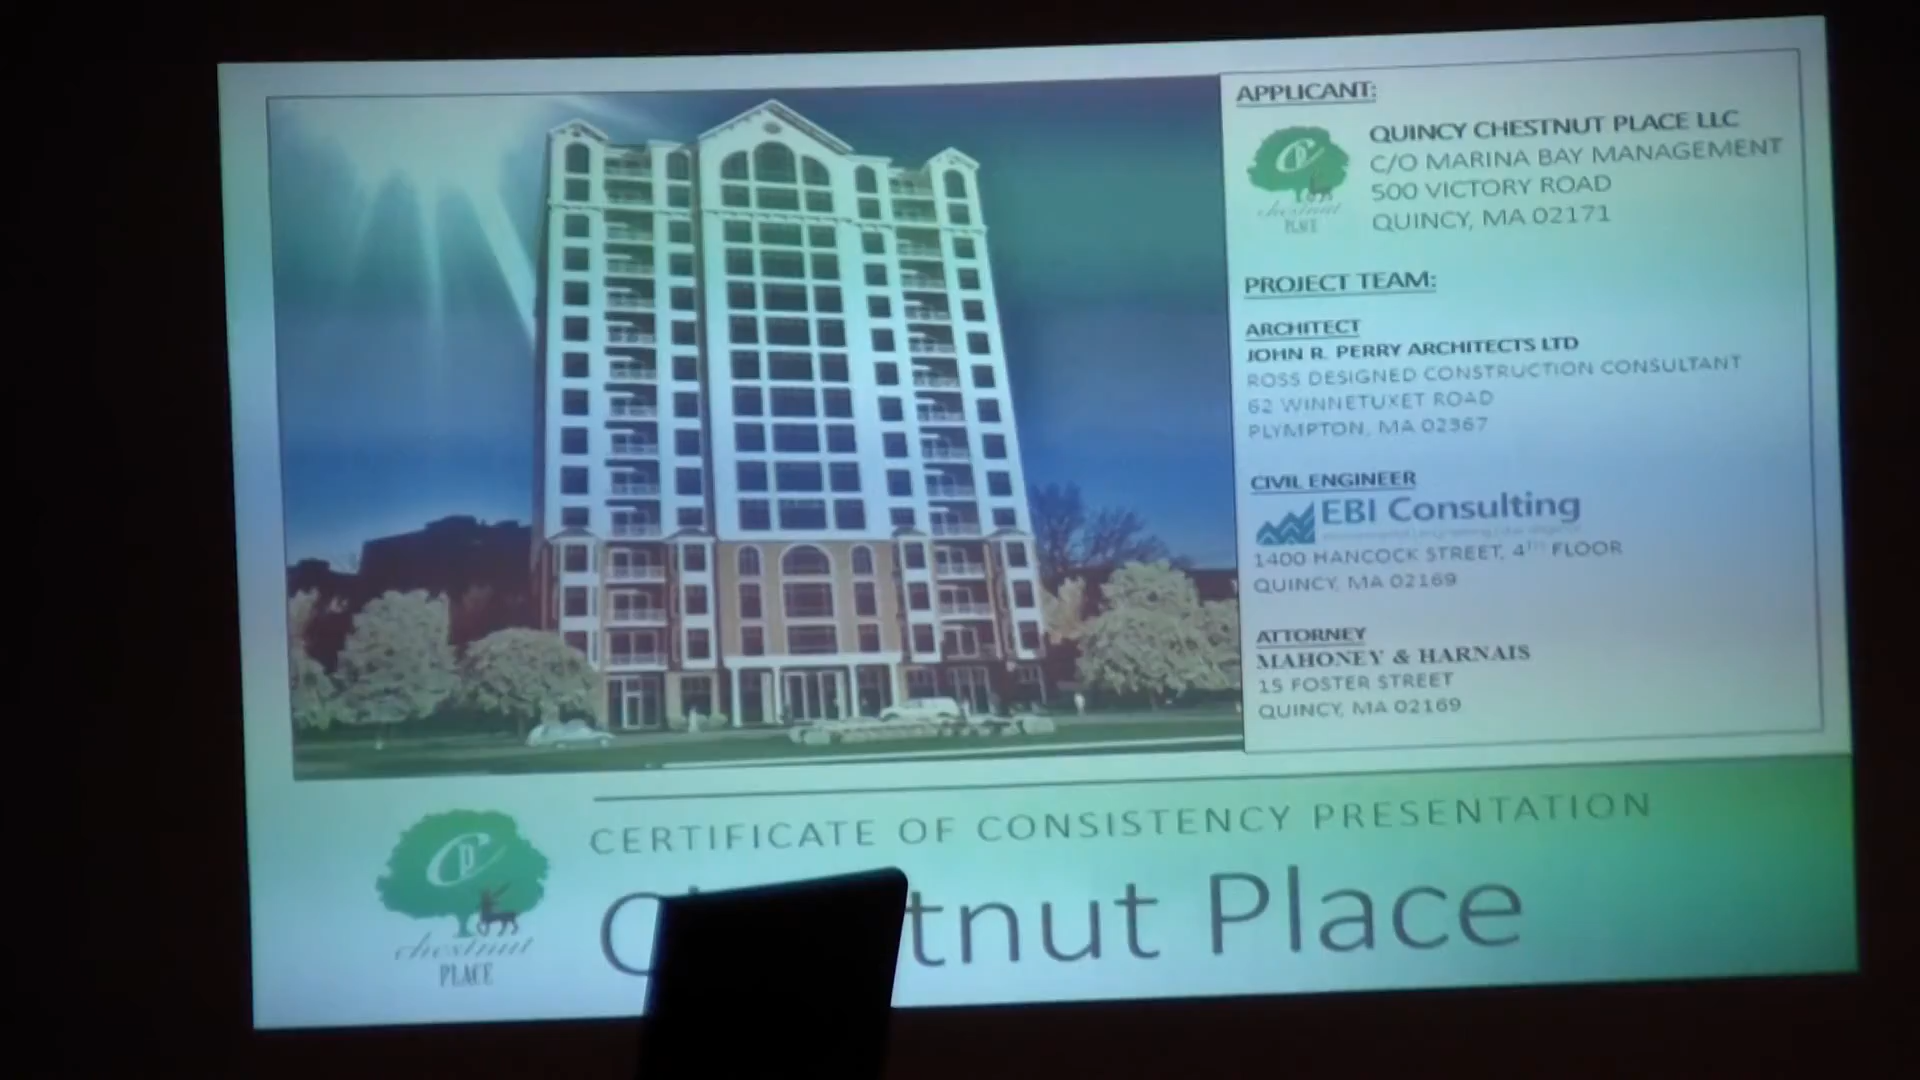 APPLICANT:
QUINCY CHESTNUT PLACE LLC
C/O MARINA BAY MANAGEMENT
500 VICTORY ROAD
QUINCY, MA 02171
chestnut
PLACE
PROJECT TEAM:
ARCHITECT
JOHN R. PERRY ARCHITECTS LTD
ROSS DESIGNED CONSTRUCTION CONSULTANT
62 WINNETUXET ROAD
PLYMPTON, MA 02367
CIVIL ENGINEER
EBI Consulting
1400 HANCOCK STREET, 4TH FLOOR
QUINCY, MA 02169
ATTORNEY
MAHONEY & HARNAIS
15 FOSTER STREET
QUINCY, MA 02169
CERTIFICATE OF CONSISTENCY PRESENTATION
C tnut Place
CP
chestnut
PLACE